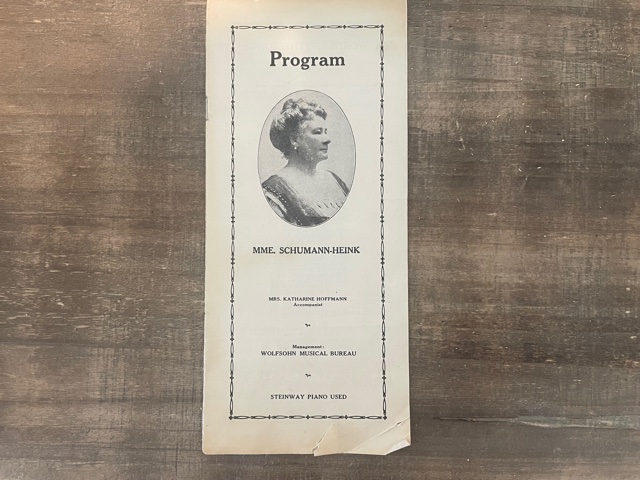 Program
MME. SCHUMANN-HEINK
MRS. KATHARINE HOFFMANN
Accompanist
Management:
WOLFSOHN MUSICAL BUREAU
STEINWAY PIANO USED